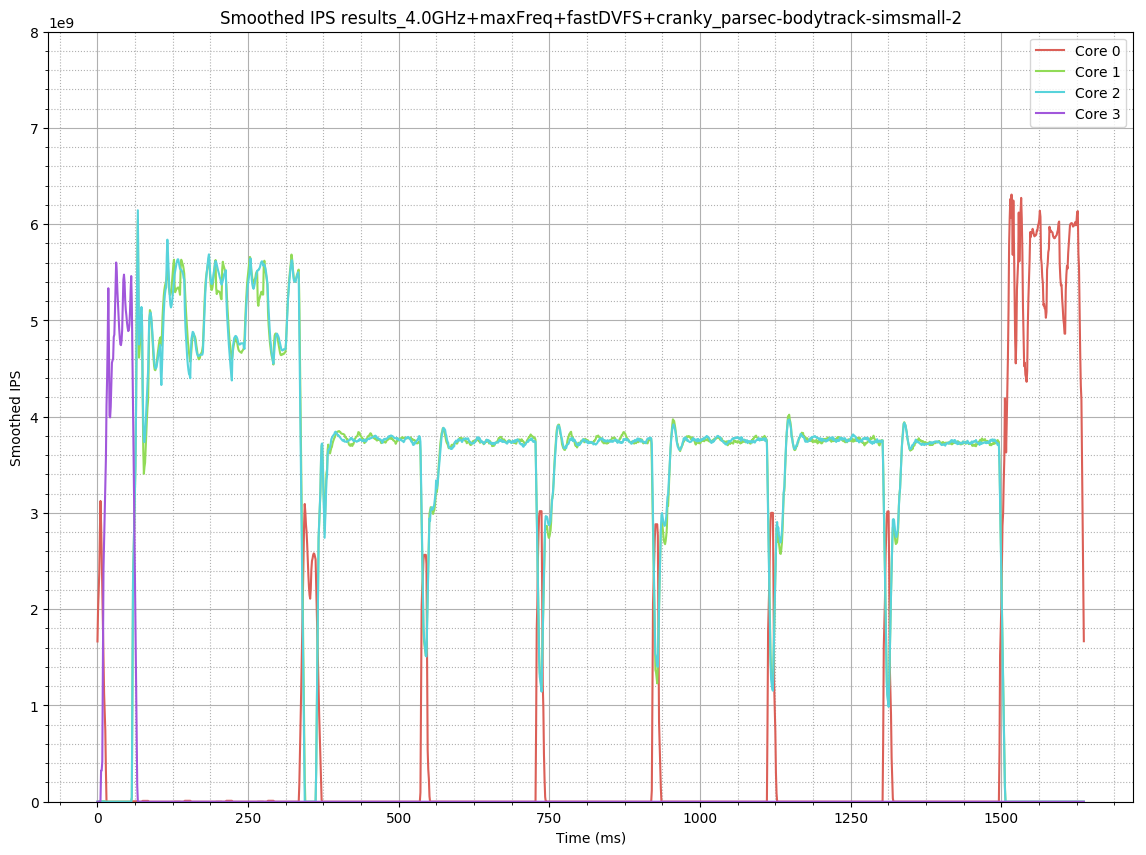 Smoothed IPS results_4.0GHz+maxFreq+fastDVFS+cranky_parsec-bodytrack-simsmall-2
1e9
Core 0
Core 1
Core 2
Core 3
8
7
6
5
4
3
2
1
0
Smoothed IPS
0 250 500 750 1000 1250 1500
Time (ms)